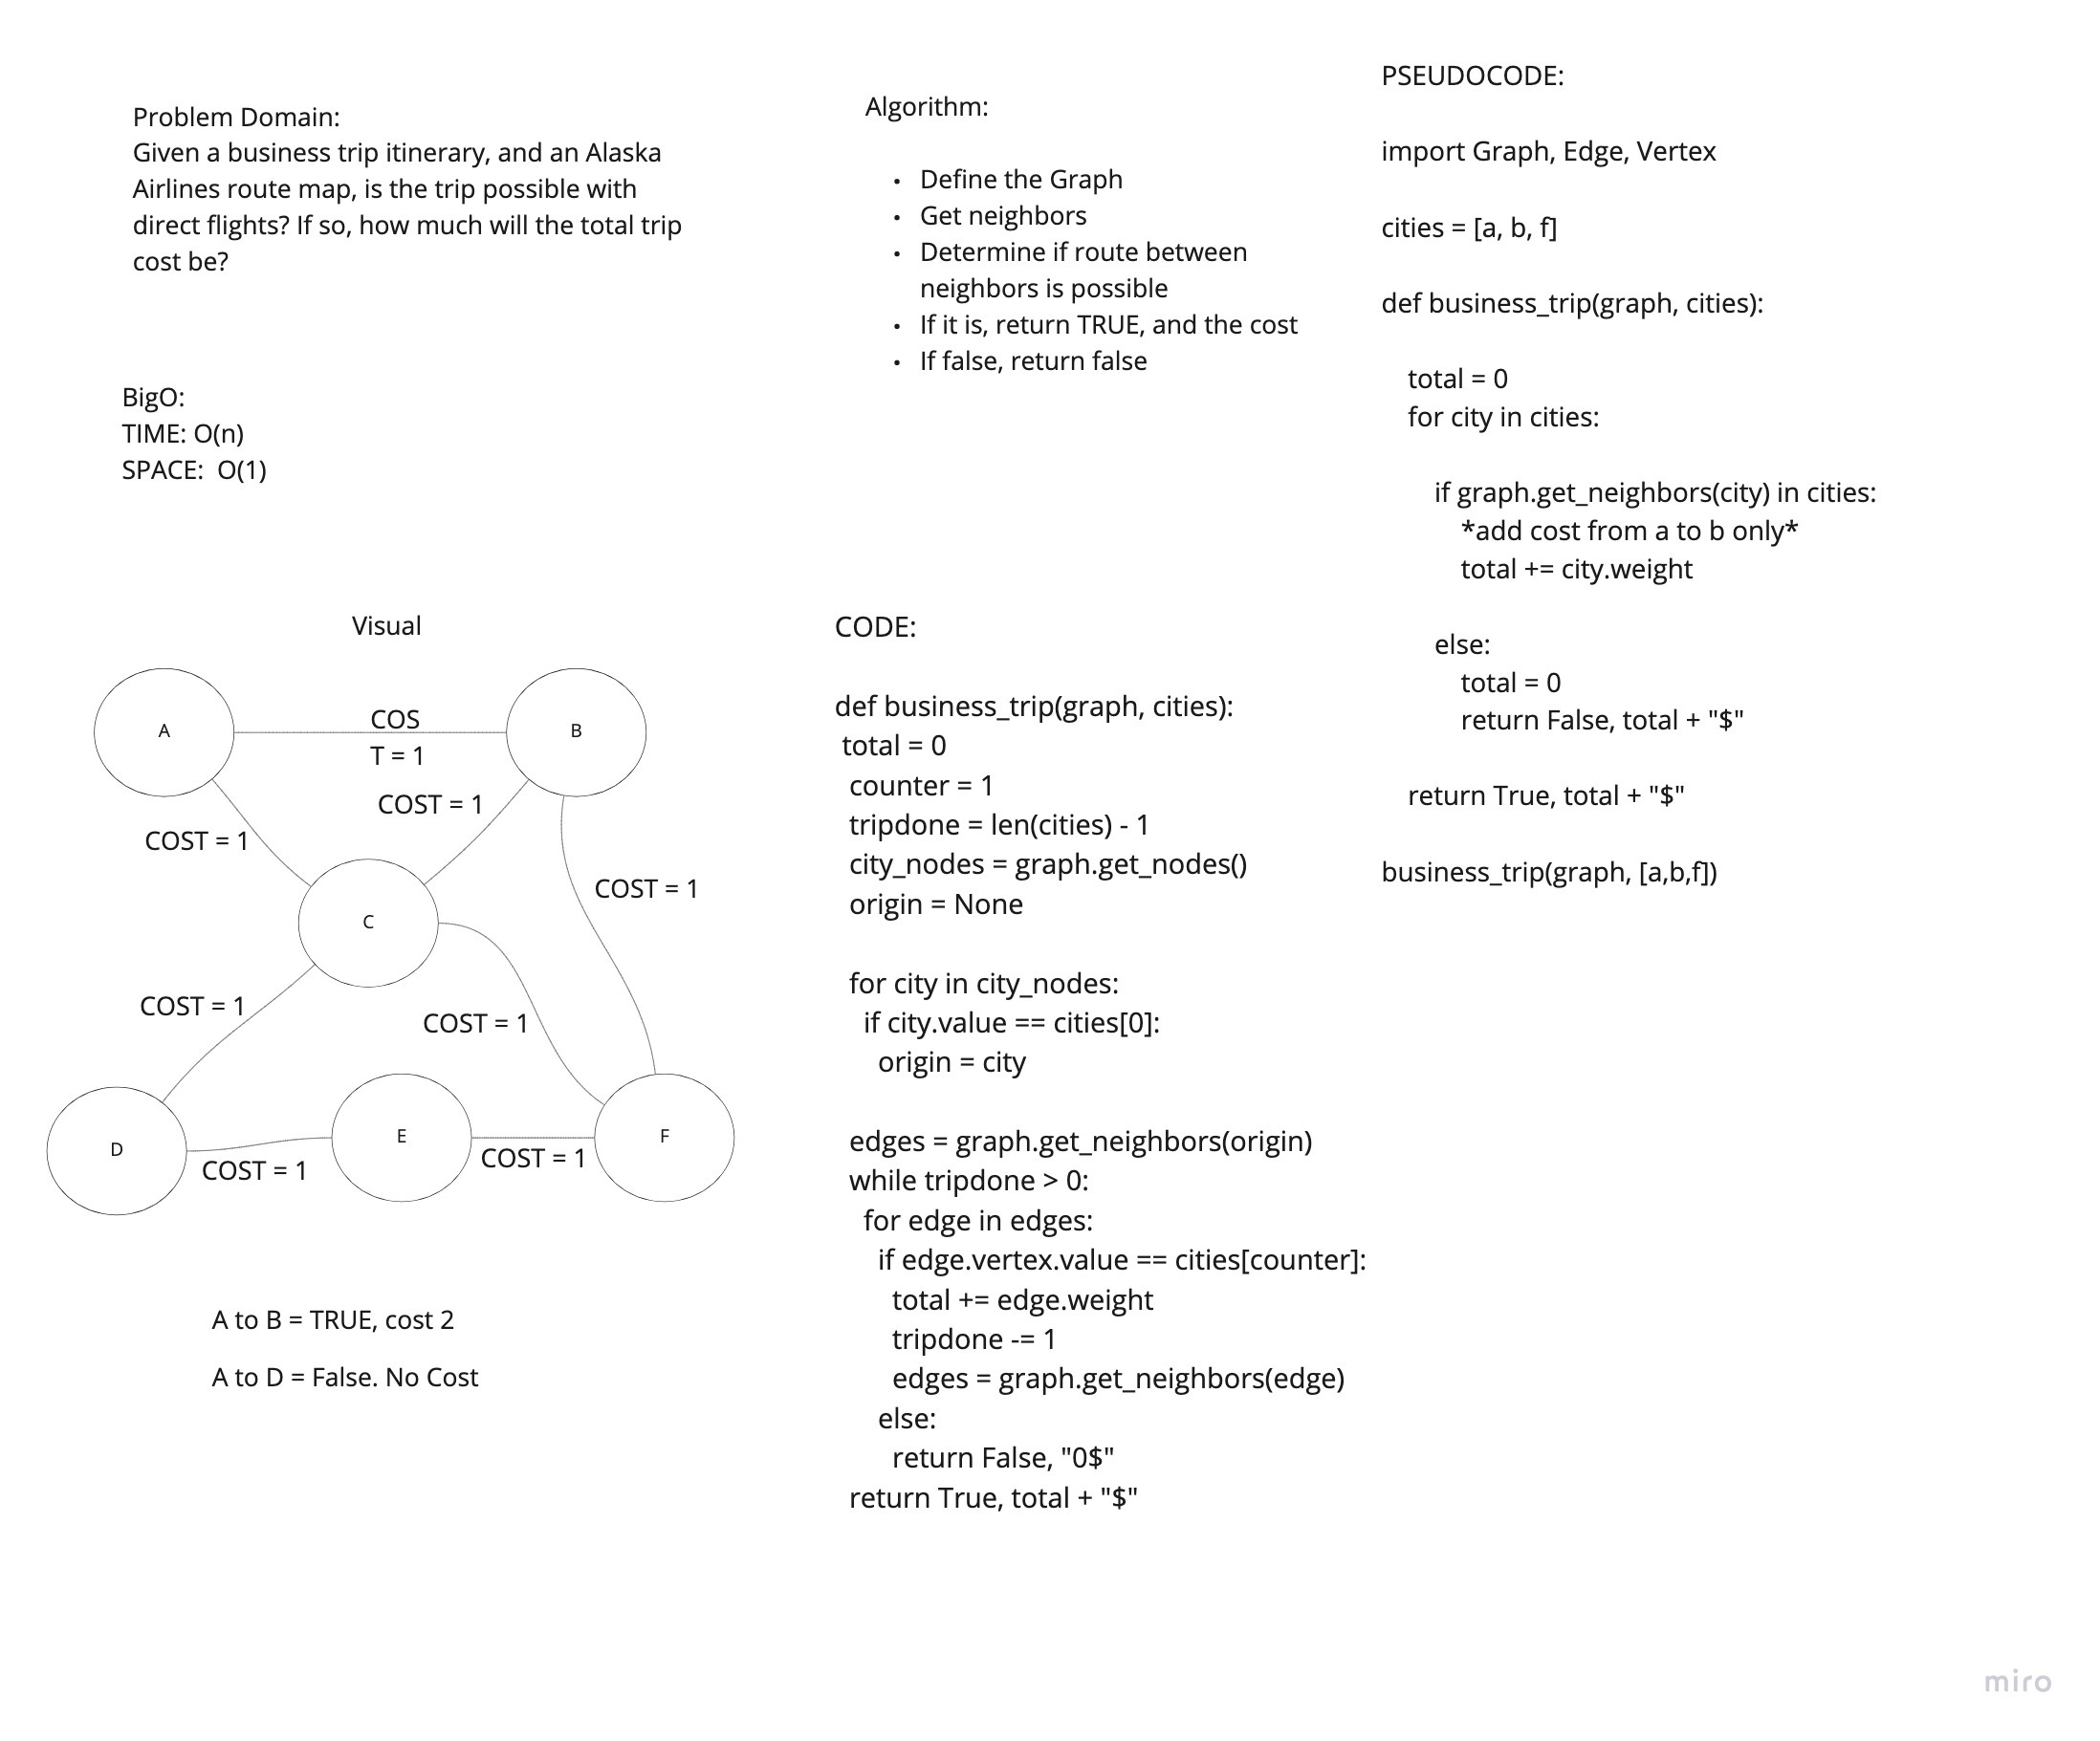 Problem Domain:
Given a business trip itinerary, and an Alaska
Airlines route map, is the trip possible with
direct flights? If so, how much will the total trip
cost be?
BigO:
TIME: O(n)
SPACE:  O(1)
Algorithm:
• Define the Graph
• Get neighbors
• Determine if route between
neighbors is possible
• If it is, return TRUE, and the cost
• If false, return false
PSEUDOCODE:
import Graph, Edge, Vertex
cities = [a, b, f]
def business_trip(graph, cities):
    total = 0
    for city in cities:
        if graph.get_neighbors(city) in cities:
            *add cost from a to b only*
            total += city.weight
        else:
            total = 0
            return False, total + "$"
    return True, total + "$"
business_trip(graph, [a,b,f])
Visual
A
COS
T = 1
B
COST = 1
COST = 1
COST = 1
C
COST = 1
COST = 1
D
E
F
COST = 1
COST = 1
A to B = TRUE, cost 2
A to D = False. No Cost
CODE:
def business_trip(graph, cities):
 total = 0
  counter = 1
  tripdone = len(cities) - 1
  city_nodes = graph.get_nodes()
  origin = None
  for city in city_nodes:
    if city.value == cities[0]:
      origin = city
  edges = graph.get_neighbors(origin)
  while tripdone > 0:
    for edge in edges:
      if edge.vertex.value == cities[counter]:
        total += edge.weight
        tripdone -= 1
        edges = graph.get_neighbors(edge)
      else:
        return False, "0$"
  return True, total + "$"
miro